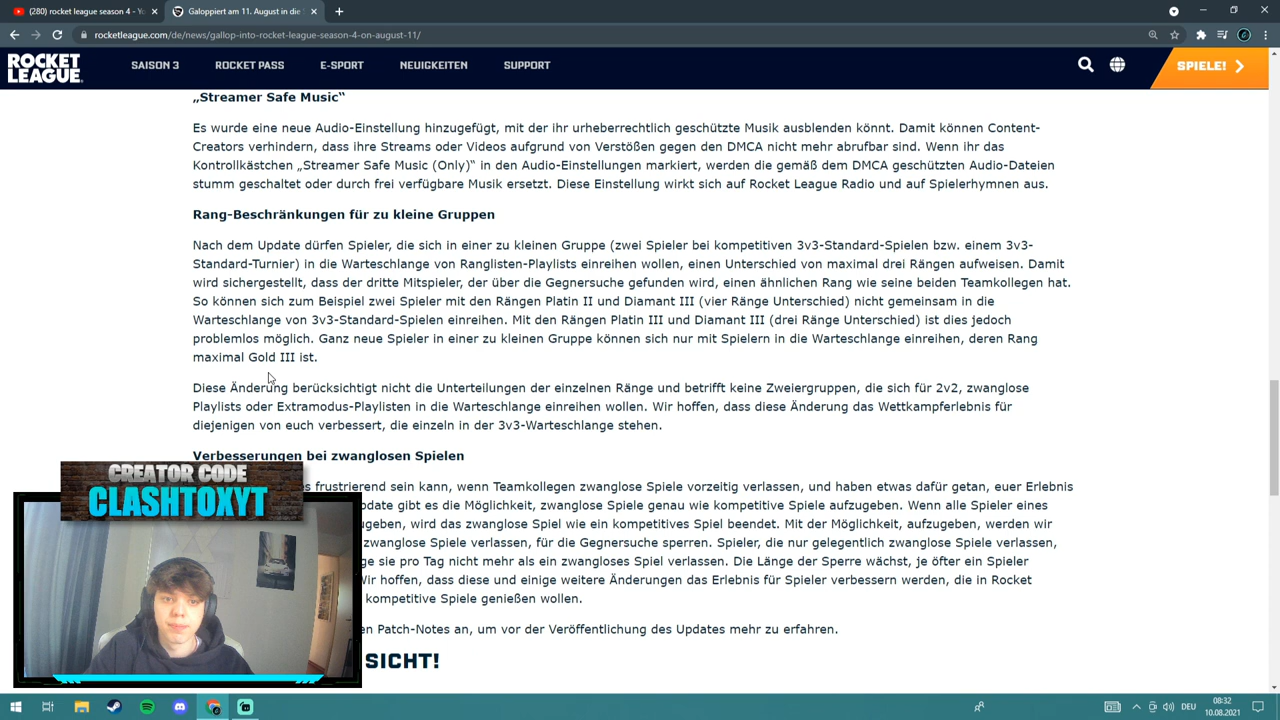 (280) rocket league season 4 - Yo
Galoppiert am 11. August in die S
rocketleague.com/de/news/gallop-into-rocket-league-season-4-on-august-11/
ROCKET LEAGUE
SAISON 3
ROCKET PASS
E-SPORT
NEUIGKEITEN
SUPPORT
SPIELE!
„Streamer Safe Music“
Es wurde eine neue Audio-Einstellung hinzugefügt, mit der ihr urheberrechtlich geschützte Musik ausblenden könnt. Damit können Content-
Creators verhindern, dass ihre Streams oder Videos aufgrund von Verstößen gegen den DMCA nicht mehr abrufbar sind. Wenn ihr das
Kontrollkästchen „Streamer Safe Music (Only)“ in den Audio-Einstellungen markiert, werden die gemäß dem DMCA geschützten Audio-Dateien
stumm geschaltet oder durch frei verfügbare Musik ersetzt. Diese Einstellung wirkt sich auf Rocket League Radio und auf Spielerhymnen aus.
Rang-Beschränkungen für zu kleine Gruppen
Nach dem Update dürfen Spieler, die sich in einer zu kleinen Gruppe (zwei Spieler bei kompetitiven 3v3-Standard-Spielen bzw. einem 3v3-
Standard-Turnier) in die Warteschlange von Ranglisten-Playlists einreihen wollen, einen Unterschied von maximal drei Rängen aufweisen. Damit
wird sichergestellt, dass der dritte Mitspieler, der über die Gegnersuche gefunden wird, einen ähnlichen Rang wie seine beiden Teamkollegen hat.
So können sich zum Beispiel zwei Spieler mit den Rängen Platin II und Diamant III (vier Ränge Unterschied) nicht gemeinsam in die
Warteschlange von 3v3-Standard-Spielen einreihen. Mit den Rängen Platin III und Diamant III (drei Ränge Unterschied) ist dies jedoch
problemlos möglich. Ganz neue Spieler in einer zu kleinen Gruppe können sich nur mit Spielern in die Warteschlange einreihen, deren Rang
maximal Gold III ist.
Diese Änderung berücksichtigt nicht die Unterteilungen der einzelnen Ränge und betrifft keine Zweiergruppen, die sich für 2v2, zwanglose
Playlists oder Extramodus-Playlisten in die Warteschlange einreihen wollen. Wir hoffen, dass diese Änderung das Wettkampferlebnis für
diejenigen von euch verbessert, die einzeln in der 3v3-Warteschlange stehen.
Verbesserungen bei zwanglosen Spielen
s frustrierend sein kann, wenn Teamkollegen zwanglose Spiele vorzeitig verlassen, und haben etwas dafür getan, euer Erlebnis
pdate gibt es die Möglichkeit, zwanglose Spiele genau wie kompetitive Spiele aufzugeben. Wenn alle Spieler eines
ugeben, wird das zwanglose Spiel wie ein kompetitives Spiel beendet. Mit der Möglichkeit, aufzugeben, werden wir
zwanglose Spiele verlassen, für die Gegnersuche sperren. Spieler, die nur gelegentlich zwanglose Spiele verlassen,
ge sie pro Tag nicht mehr als ein zwangloses Spiel verlassen. Die Länge der Sperre wächst, je öfter ein Spieler
Wir hoffen, dass diese und einige weitere Änderungen das Erlebnis für Spieler verbessern werden, die in Rocket
kompetitive Spiele genießen wollen.
en Patch-Notes an, um vor der Veröffentlichung des Updates mehr zu erfahren.
SICHT!
CREATOR CODE
CLASHTOXYT
DEU
08:32
10.08.2021